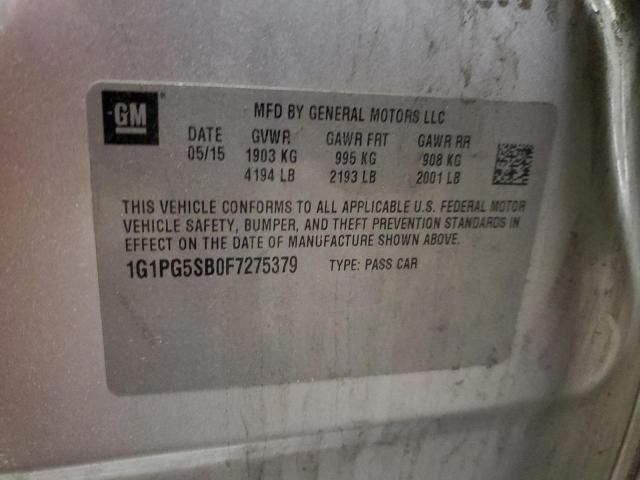 GM
MFD BY GENERAL MOTORS LLC
DATE GVWR GAWR FRT GAWR RR
05/15 1903 KG 995 KG 908 KG
4194 LB 2193 LB 2001 LB
THIS VEHICLE CONFORMS TO ALL APPLICABLE U.S. FEDERAL MOTOR
VEHICLE SAFETY, BUMPER, AND THEFT PREVENTION STANDARDS IN
EFFECT ON THE DATE OF MANUFACTURE SHOWN ABOVE.
1G1PG5SB0F7275379 TYPE: PASS CAR